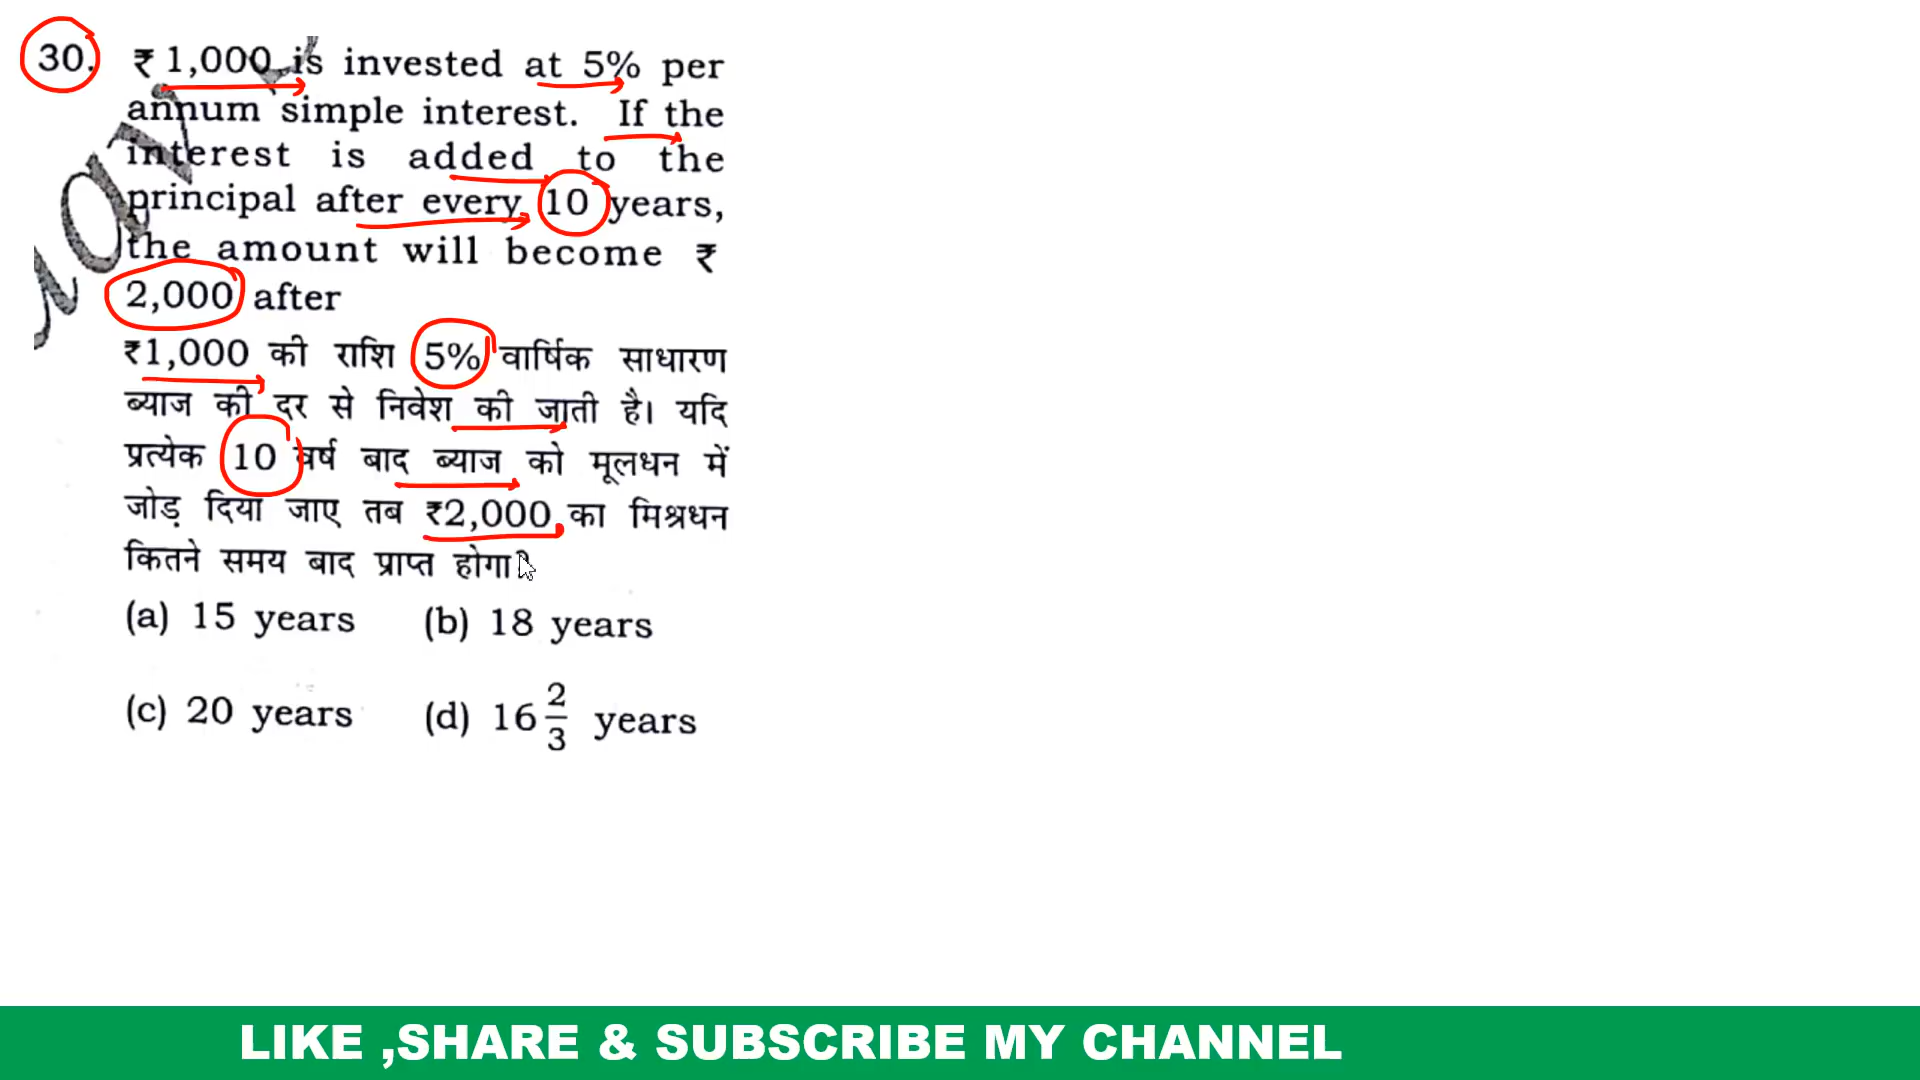 30. ₹ 1,000 is invested at 5% per
annum simple interest. If the
interest is added to the
principal after every 10 years,
the amount will become ₹
2,000 after
₹1,000 की राशि 5% वार्षिक साधारण
ब्याज की दर से निवेश की जाती है। यदि
प्रत्येक 10 वर्ष बाद ब्याज को मूलधन में
जोड़ दिया जाए तब ₹2,000 का मिश्रधन
कितने समय बाद प्राप्त होगा?
(a) 15 years (b) 18 years
(c) 20 years (d) 16 2/3 years
LIKE ,SHARE & SUBSCRIBE MY CHANNEL